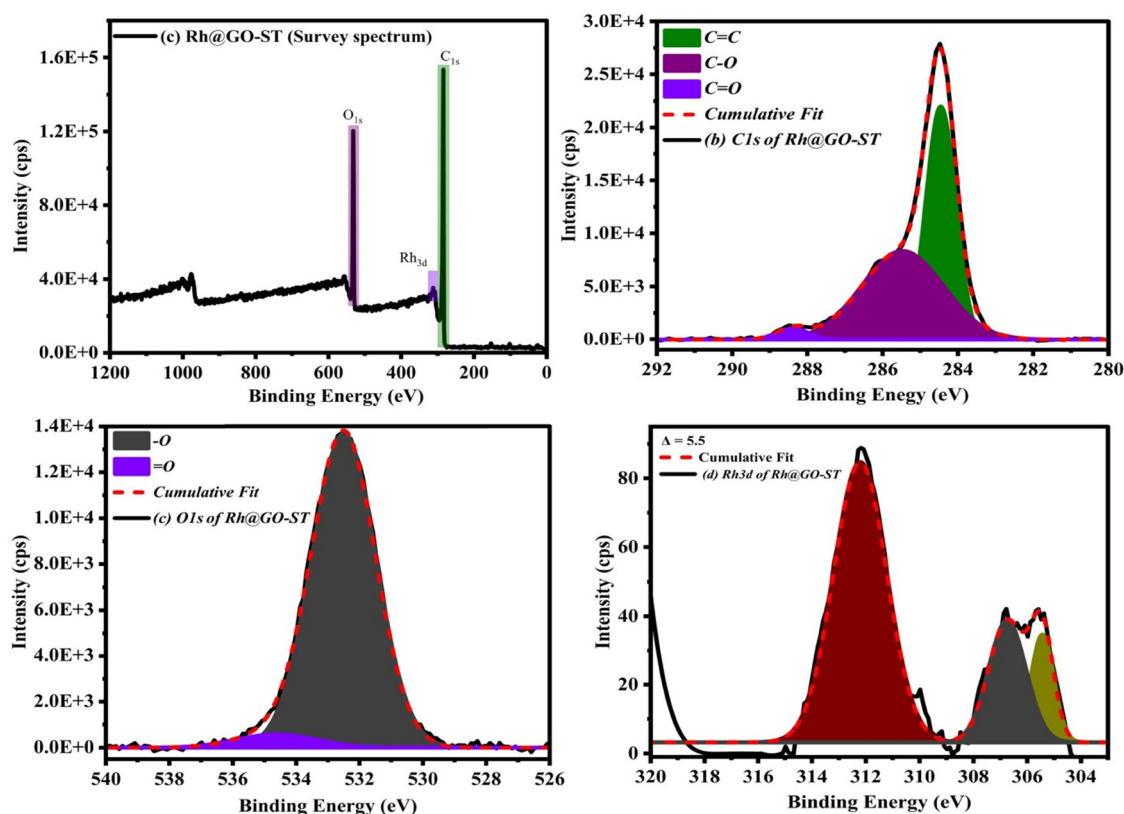 (c) Rh@GO-ST (Survey spectrum)
C1s
O1s
Rh3d
1.6E+5
1.2E+5
8.0E+4
4.0E+4
0.0E+0
Intensity (cps)
1200 1000 800 600 400 200 0
Binding Energy (eV)
C=C
C-O
C=O
Cumulative Fit
(b) C1s of Rh@GO-ST
3.0E+4
2.5E+4
2.0E+4
1.5E+4
1.0E+4
5.0E+3
0.0E+0
Intensity (cps)
292 290 288 286 284 282 280
Binding Energy (eV)
-O
=O
Cumulative Fit
(c) O1s of Rh@GO-ST
1.4E+4
1.2E+4
1.0E+4
8.0E+3
6.0E+3
4.0E+3
2.0E+3
0.0E+0
Intensity (cps)
540 538 536 534 532 530 528 526
Binding Energy (eV)
Δ = 5.5
Cumulative Fit
(d) Rh3d of Rh@GO-ST
80
60
40
20
0
Intensity (cps)
320 318 316 314 312 310 308 306 304
Binding Energy (eV)